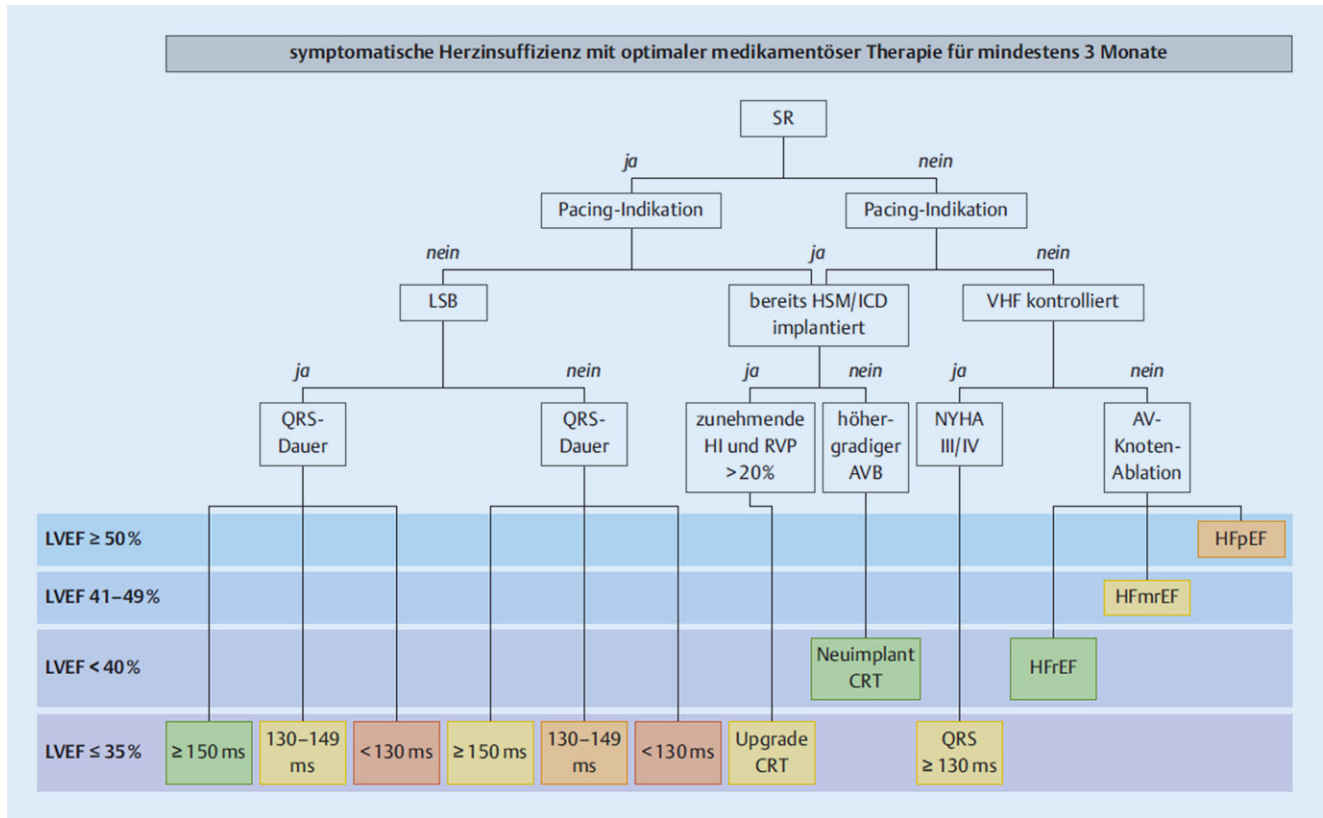 symptomatische Herzinsuffizienz mit optimaler medikamentöser Therapie für mindestens 3 Monate
SR
ja
nein
Pacing-Indikation
Pacing-Indikation
nein
ja
nein
LSB
bereits HSM/ICD
implantiert
VHF kontrolliert
ja
nein
ja
nein
ja
nein
QRS-
Dauer
QRS-
Dauer
zunehmende
HI und RVP
>20%
höher-
gradiger
AVB
NYHA
III/IV
AV-
Knoten-
Ablation
LVEF ≥ 50%
HFpEF
LVEF 41–49%
HFmrEF
LVEF < 40%
Neuimplant
CRT
HFrEF
LVEF ≤ 35%
≥ 150 ms
130–149
ms
<130 ms
≥ 150 ms
130–149
ms
<130 ms
Upgrade
CRT
QRS
≥ 130 ms